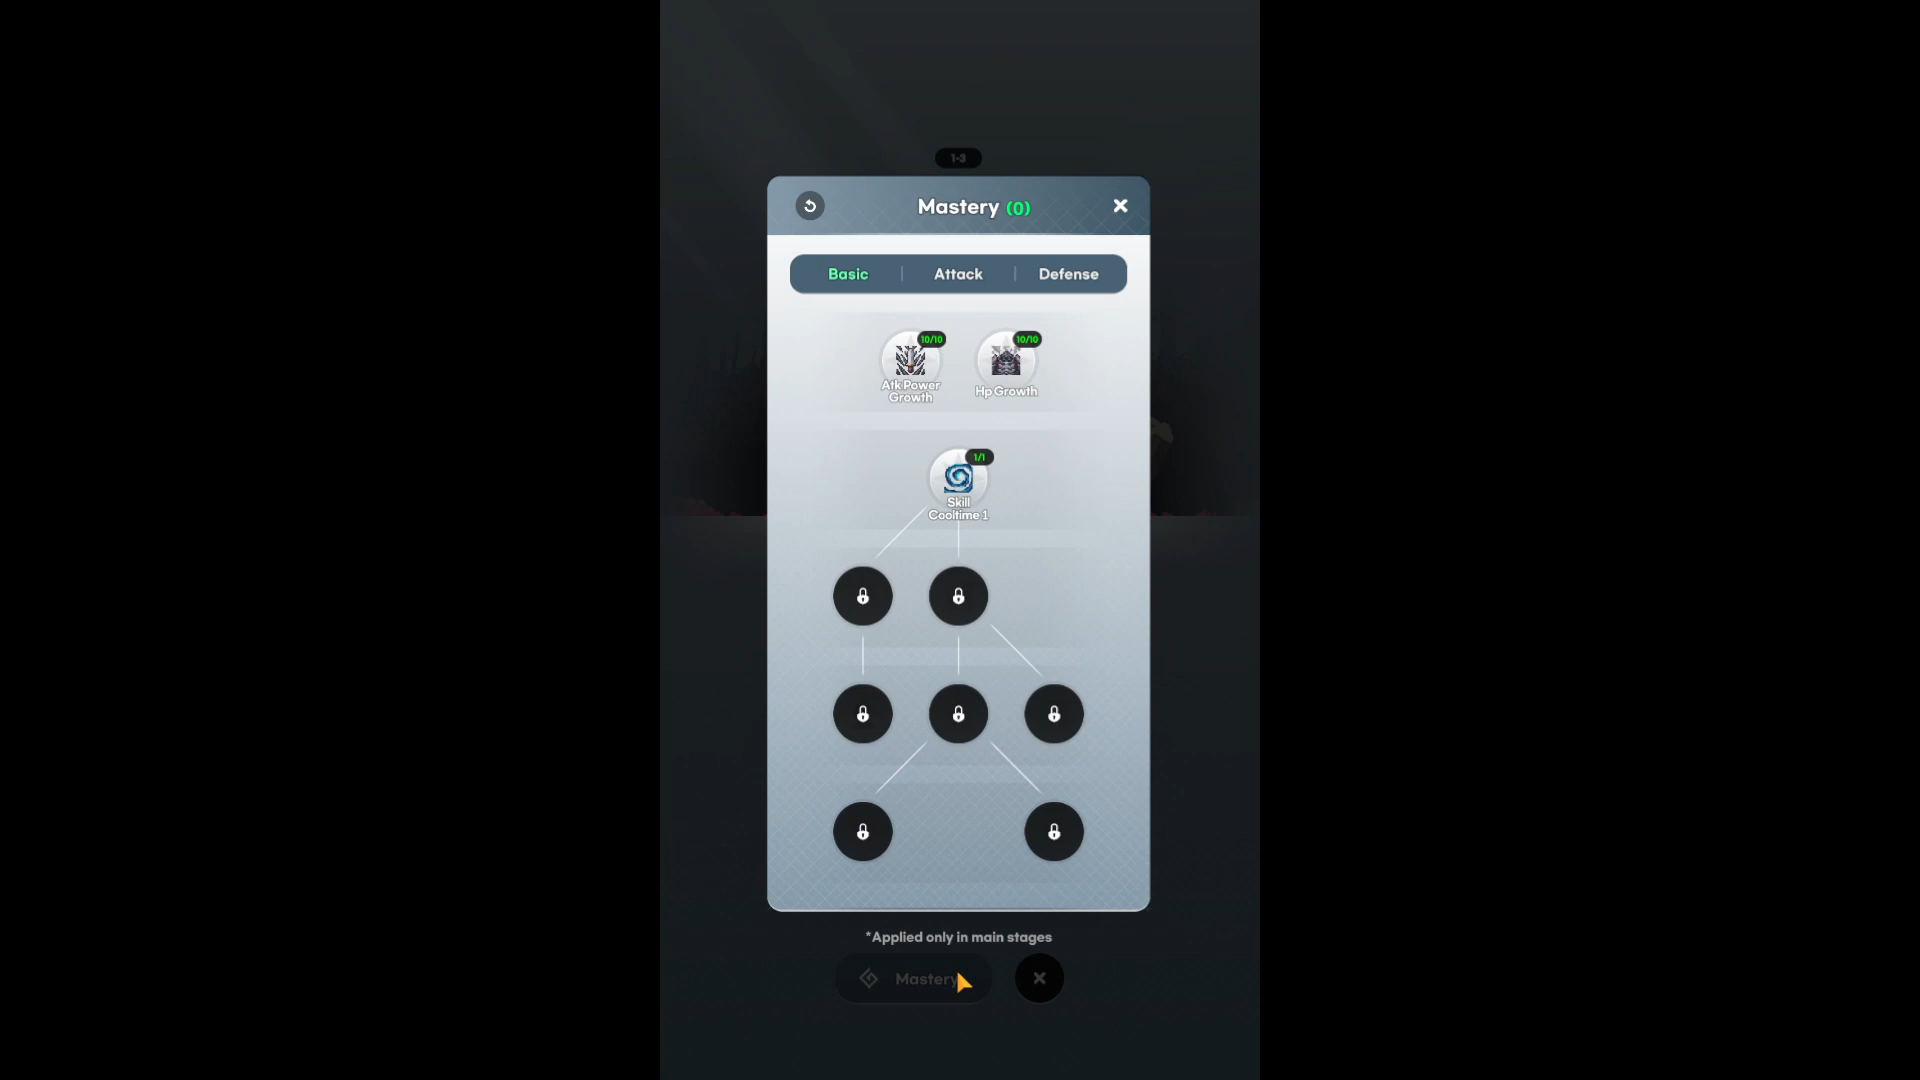 1-3
Mastery (0)
Basic | Attack | Defense
10/10 10/10
Atk Power
Growth
Hp Growth
1/1
Skill
Cooltime 1
*Applied only in main stages
Mastery